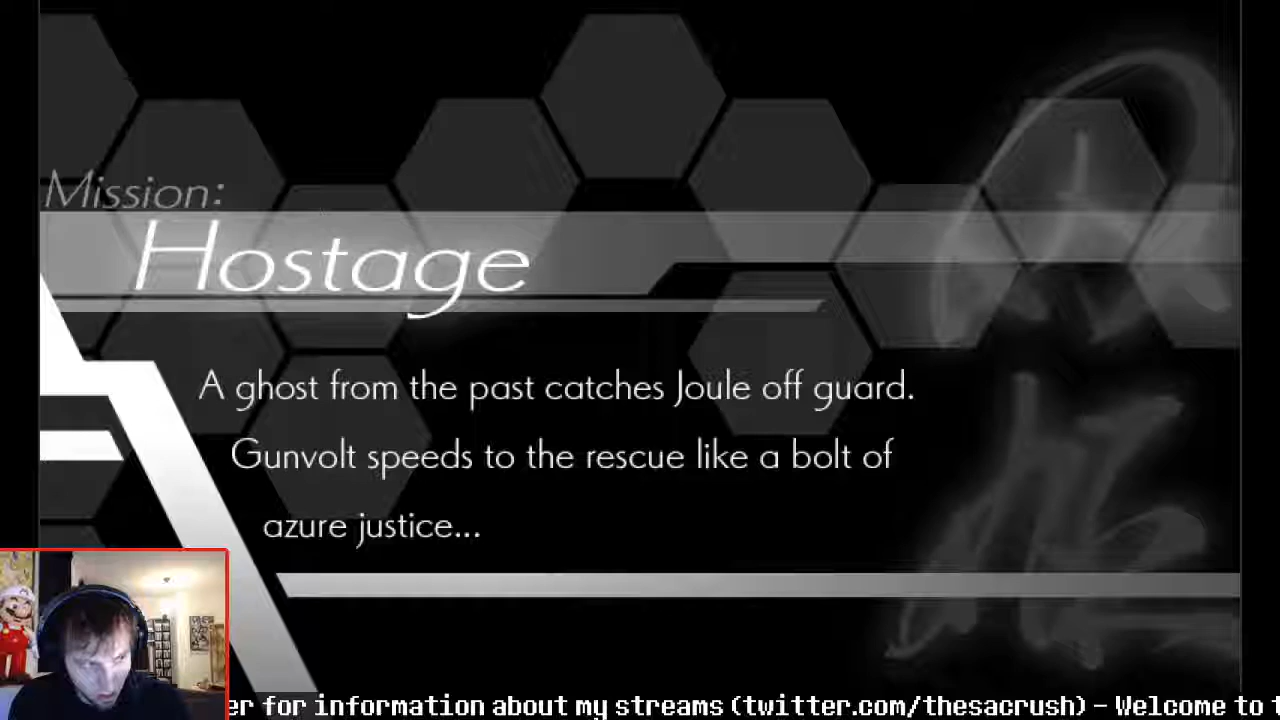 Mission:
Hostage
A ghost from the past catches Joule off guard.
Gunvolt speeds to the rescue like a bolt of
azure justice...
er for information about my streams (twitter.com/thesacrush) - Welcome to t